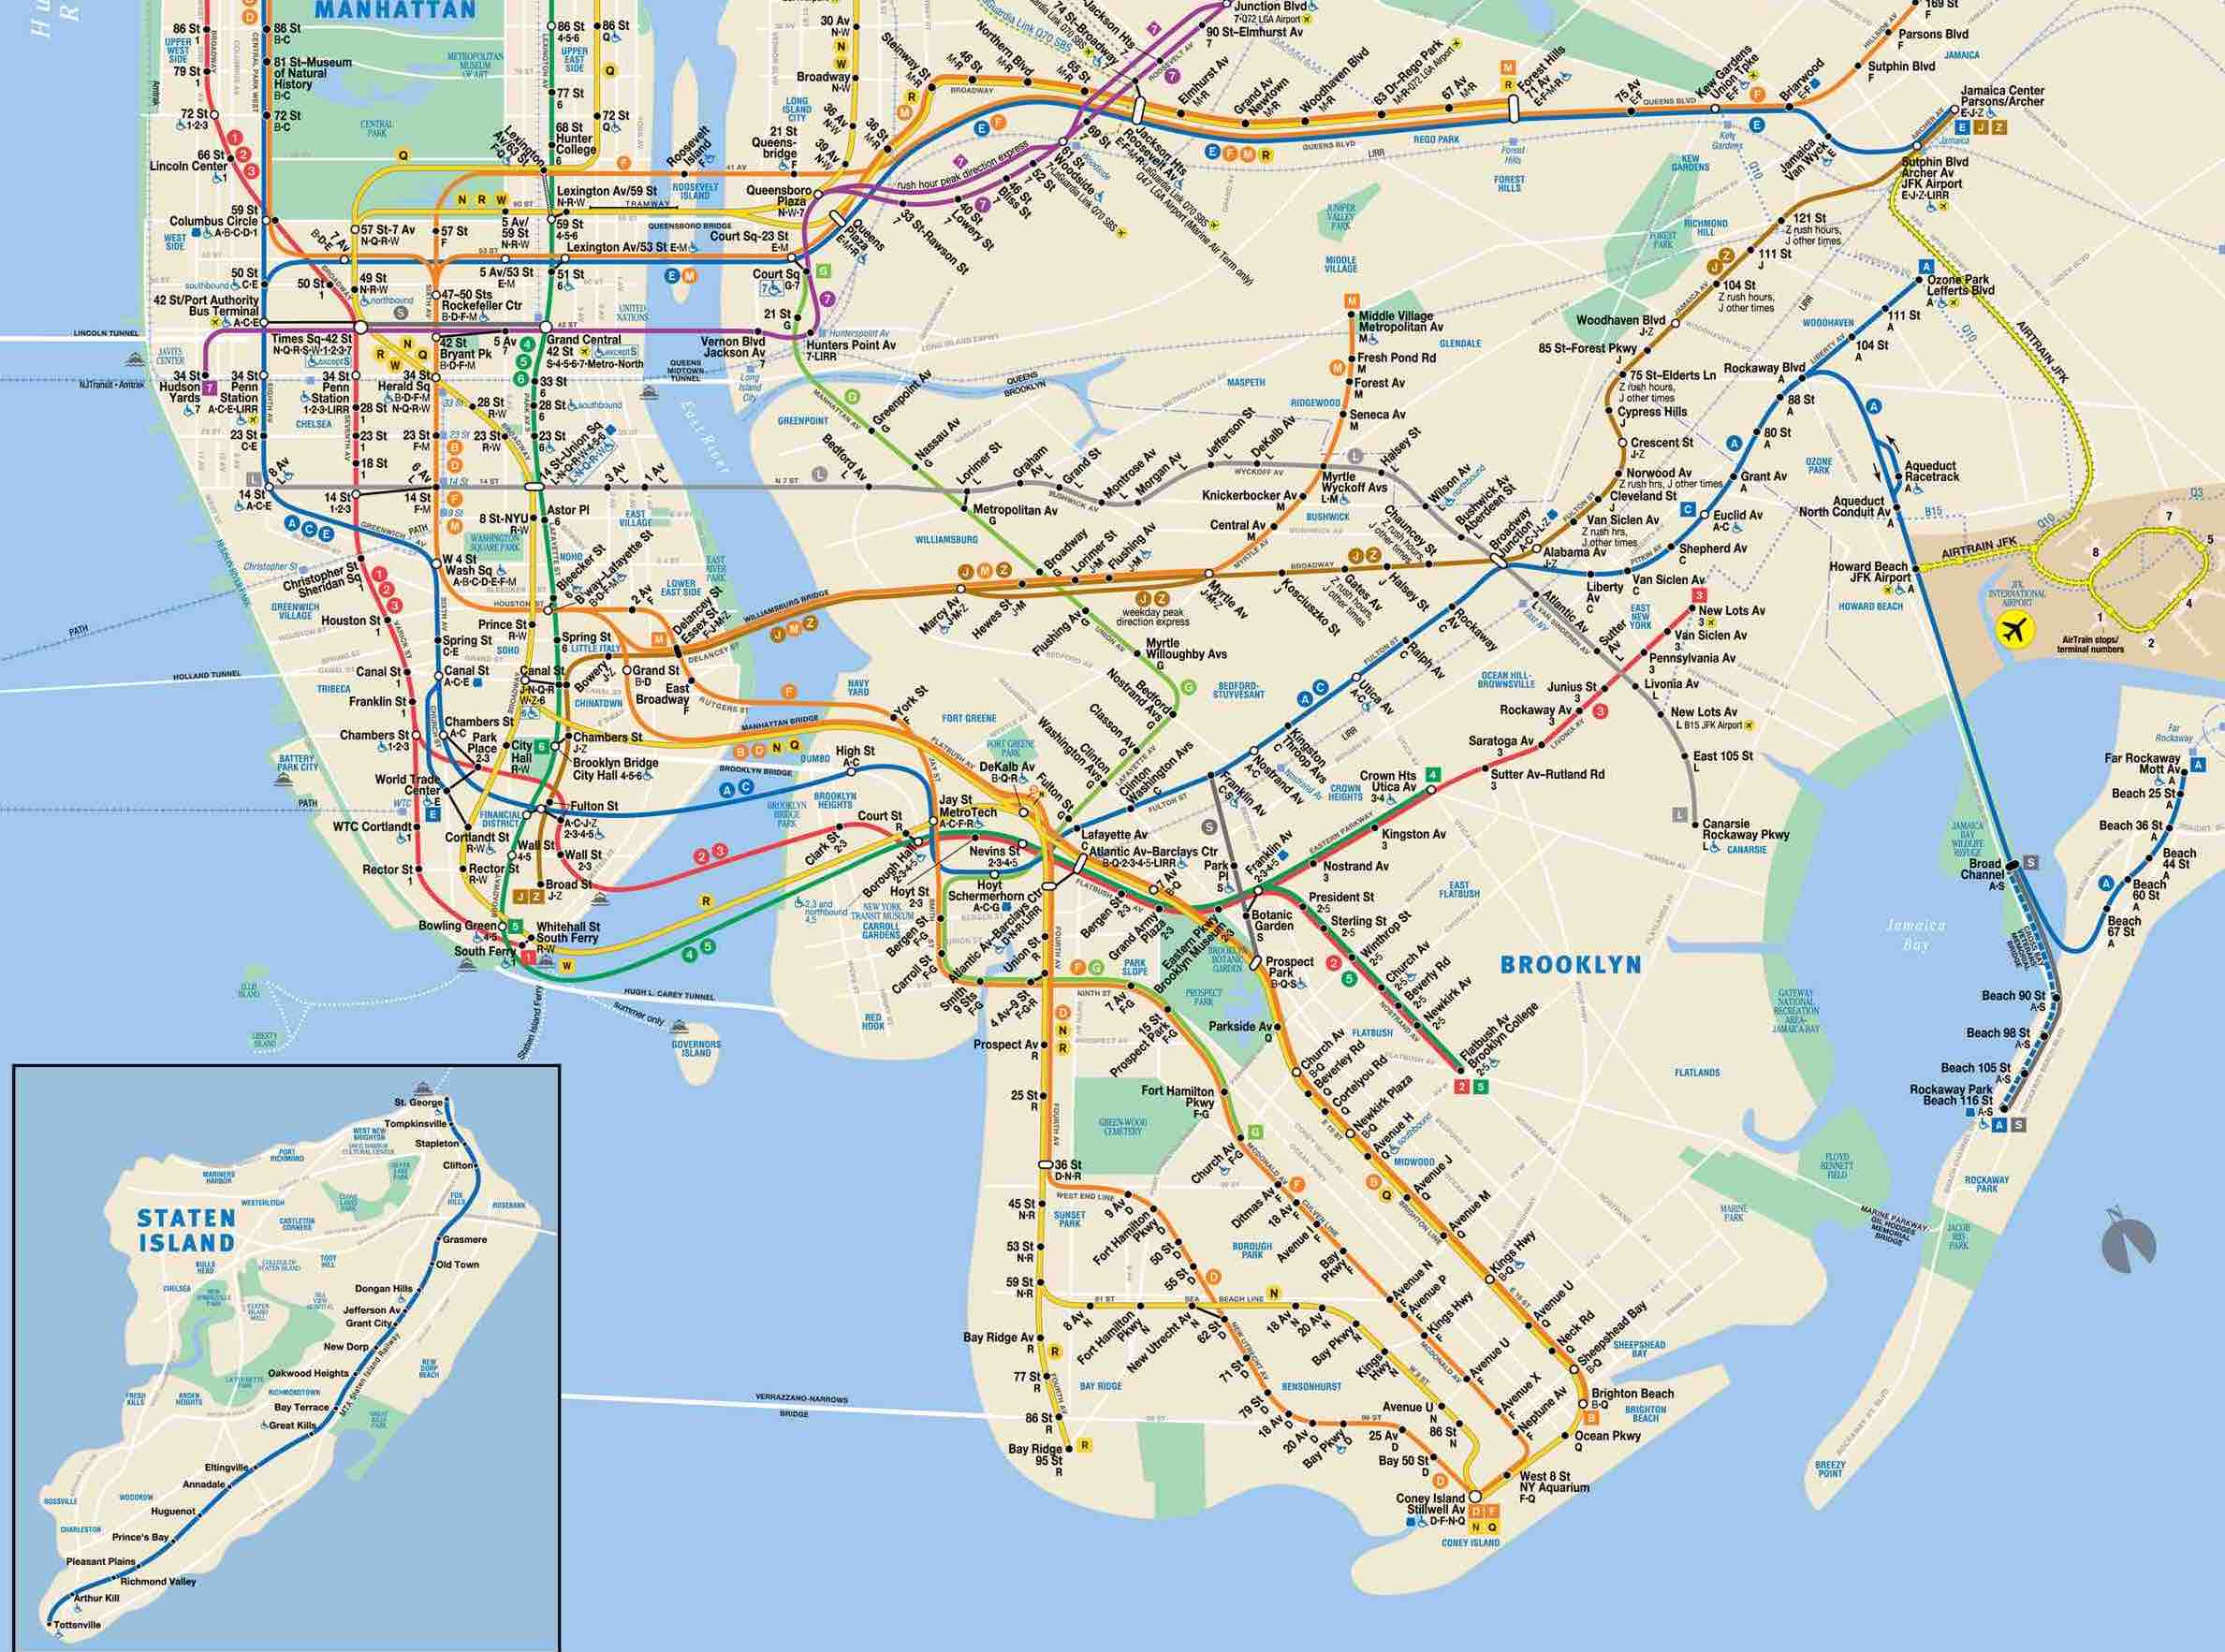 MANHATTAN
86 St
1
UPPER
WEST
SIDE
79 St
1
72 St
1-2-3
66 St
Lincoln Center
1
59 St
Columbus Circle
A-B-C-D-1
WEST
SIDE
86 St
B-C
81 St–Museum
of Natural
History
B-C
72 St
B-C
METROPOLITAN
MUSEUM
OF ART
CENTRAL
PARK
86 St
4-5-6
86 St
Q
UPPER
EAST
SIDE
77 St
6
72 St
Q
68 St
Hunter
College
6
Lexington
Av/63 St
F-Q
Roosevelt
Island
F
ROOSEVELT
ISLAND
TRAMWAY
QUEENSBORO BRIDGE
Lexington Av/59 St
N-R-W
59 St
4-5-6
5 Av/
59 St
N-R-W
57 St
F
57 St-7 Av
N-Q-R-W
7 Av
B-D-E
Lexington Av/53 St E-M
5 Av/53 St
E-M
51 St
6
50 St
C-E
southbound
50 St
1
49 St
N-R-W
northbound
47–50 Sts
Rockefeller Ctr
B-D-F-M
42 St/Port Authority
Bus Terminal
A-C-E
Times Sq-42 St
N-Q-R-S-W-1-2-3-7
except S
42 St
Bryant Pk
B-D-F-M
5 Av
7
Grand Central
42 St
S-4-5-6-7-Metro-North
except S
UNITED
NATIONS
LINCOLN TUNNEL
JAVITS
CENTER
NJTransit • Amtrak
34 St
Hudson
Yards
7
34 St
Penn
Station
A-C-E-LIRR
34 St
Penn
Station
1-2-3-LIRR
34 St
Herald Sq
B-D-F-M
N-Q-R-W
33 St
6
28 St
1
28 St
R-W
28 St
6
southbound
CHELSEA
23 St
C-E
23 St
1
23 St
F-M
23 St
R-W
23 St
6
18 St
1
14 St
A-C-E
8 Av
L
14 St
1-2-3
6 Av
L
14 St
F-M
14 St-Union Sq
L-N-Q-R-W-4-5-6
3 Av
L
1 Av
L
QUEENS
MIDTOWN
TUNNEL
East River
8 St-NYU
R-W
Astor Pl
6
EAST
VILLAGE
WASHINGTON
SQUARE PARK
NOHO
W 4 St
Wash Sq
A-B-C-D-E-F-M
Christopher St
Sheridan Sq
1
GREENWICH
VILLAGE
Bleecker St
6
B'way-Lafayette St
B-D-F-M
2 Av
F
LOWER
EAST SIDE
EAST
RIVER
PARK
Houston St
1
Prince St
R-W
Spring St
C-E
SOHO
Spring St
6
LITTLE ITALY
Delancey St
Essex St
F-J-M-Z
WILLIAMSBURG BRIDGE
Canal St
1
Canal St
A-C-E
Canal St
J-N-Q-R
W-Z-6
Bowery
J-Z
Grand St
B-D
East
Broadway
F
CHINATOWN
HOLLAND TUNNEL
TRIBECA
PATH
Franklin St
1
Chambers St
1-2-3
Chambers St
A-C
Park
Place
2-3
City
Hall
R-W
Chambers St
J-Z
Brooklyn Bridge
City Hall 4-5-6
BATTERY
PARK CITY
World Trade
Center
E
WTC Cortlandt
1
Cortlandt St
R-W
FINANCIAL
DISTRICT
Fulton St
A-C-J-Z
2-3-4-5
Rector St
1
Rector St
R-W
Wall St
4-5
Wall St
2-3
Broad St
J-Z
Bowling Green
4-5
Whitehall St
South Ferry
R-W
South Ferry
1
HUDSON RIVER PARK
MANHATTAN BRIDGE
BROOKLYN BRIDGE
HUGH L. CAREY TUNNEL
summer only
Staten Island Ferry
ELLIS
ISLAND
LIBERTY
ISLAND
GOVERNORS
ISLAND
30 Av
N-W
Broadway
N-W
36 Av
N-W
39 Av
N-W
LONG
ISLAND
CITY
21 St
Queens-
bridge
F
Queensboro
Plaza
N-W-7
Court Sq-23 St
E-M
Court Sq
G-7
Queens
Plaza
E-M-R
21 St
G
Vernon Blvd
Jackson Av
7
Hunterspoint Av
Hunters Point Av
7-LIRR
Long
Island
City
Steinway St
M-R
46 St
M-R
Northern Blvd
M-R
65 St
M-R
36 St
M-R
rush hour peak direction express
33 St-Rawson St
7
40 St
Lowery St
7
46 St
Bliss St
7
52 St
7
61 St
Woodside
7-LaGuardia Link Q70 SBS
69 St
7
74 St-Broadway
7
Jackson Hts
Roosevelt Av
E-F-M-R-LaGuardia Link Q70 SBS
Q47 LGA Airport (Marine Air Term only)
Junction Blvd
7-Q72 LGA Airport
90 St–Elmhurst Av
7
Elmhurst Av
M-R
Grand Av
Newtown
M-R
Woodhaven Blvd
M-R
63 Dr–Rego Park
M-R-Q72 LGA Airport
67 Av
M-R
Forest Hills
71 Av
E-F-M-R
75 Av
E-F
Kew Gardens
Union Tpke
E-F
Briarwood
E-F
169 St
F
Parsons Blvd
F
JAMAICA
Sutphin Blvd
F
Jamaica Center
Parsons/Archer
E-J-Z
Jamaica
Van Wyck
E
Sutphin Blvd
Archer Av
JFK Airport
E-J-Z-LIRR
REGO PARK
FOREST
HILLS
KEW
GARDENS
JUNIPER
VALLEY
PARK
MIDDLE
VILLAGE
FOREST
PARK
RICHMOND
HILL
121 St
Z rush hours,
J other times
111 St
J
104 St
Z rush hours,
J other times
Woodhaven Blvd
J-Z
85 St–Forest Pkwy
J
75 St–Elderts Ln
Z rush hours,
J other times
Cypress Hills
J
Crescent St
J-Z
Norwood Av
Z rush hrs, J other times
Cleveland St
J
Van Siclen Av
Z rush hrs,
J other times
Alabama Av
J-Z
WOODHAVEN
Ozone Park
Lefferts Blvd
A
111 St
A
104 St
A
Rockaway Blvd
A
88 St
A
80 St
A
Grant Av
A
OZONE
PARK
Euclid Av
A-C
Shepherd Av
C
Van Siclen Av
C
Liberty
Av
C
Aqueduct
Racetrack
A
Aqueduct
North Conduit Av
A
Howard Beach
JFK Airport
A
HOWARD BEACH
AIRTRAIN JFK
AIRTRAIN JFK
JFK
INTERNATIONAL
AIRPORT
AirTrain stops/
terminal numbers
1
2
4
5
7
8
Middle Village
Metropolitan Av
M
Fresh Pond Rd
M
Forest Av
M
Seneca Av
M
Myrtle
Wyckoff Avs
L-M
Knickerbocker Av
M
Central Av
M
GLENDALE
MASPETH
RIDGEWOOD
BUSHWICK
QUEENS
BROOKLYN
GREENPOINT
Greenpoint Av
G
Nassau Av
G
Bedford Av
L
Lorimer St
L
Metropolitan Av
G
Graham
Av
L
Grand St
L
Montrose Av
L
Morgan Av
L
Jefferson St
L
DeKalb Av
L
Halsey St
L
Wilson Av
L
northbound
Bushwick Av
Aberdeen St
L
Broadway
Junction
A-C-J-L-Z
WILLIAMSBURG
Broadway
G
Lorimer St
J-M
Flushing Av
J-M
Marcy Av
J-M-Z
Hewes St
J-M
Myrtle Av
J-M-Z
weekday peak
direction express
Kosciuszko St
J
Gates Av
Z rush hours,
J other times
Halsey St
J
Chauncey St
Z rush hours,
J other times
Flushing Av
G
Myrtle
Willoughby Avs
G
Bedford
Nostrand Avs
G
Classon Av
G
Clinton
Washington Avs
G
Fulton St
G
BEDFORD-
STUYVESANT
NAVY
YARD
York St
F
High St
A-C
DUMBO
FORT GREENE
FORT GREENE
PARK
DeKalb Av
B-Q-R
BROOKLYN
HEIGHTS
BROOKLYN
BRIDGE
PARK
Jay St
MetroTech
A-C-F-R
Court St
R
Clark St
2-3
Borough Hall
2-3-4-5
Nevins St
2-3-4-5
Hoyt St
2-3
Hoyt
Schermerhorn
A-C-G
Lafayette Av
C
Atlantic Av–Barclays Ctr
B-Q-2-3-4-5-LIRR
Atlantic Av–Barclays Ctr
D-N-R-LIRR
Clinton
Washington Avs
C
Franklin Av
C-S
Nostrand Av
A-C
Kingston
Throop Avs
C
Utica Av
A-C
Ralph Av
C
Rockaway
Av
C
Atlantic Av
L
Sutter
Av
L
Livonia Av
L
New Lots Av
L B15 JFK Airport
East 105 St
L
Canarsie
Rockaway Pkwy
L
CANARSIE
EAST
NEW
YORK
New Lots Av
3
Van Siclen Av
3
Pennsylvania Av
3
Junius St
3
Rockaway Av
3
Saratoga Av
3
Sutter Av–Rutland Rd
3
Crown Hts
Utica Av
3-4
Kingston Av
3
Nostrand Av
3
OCEAN HILL-
BROWNSVILLE
CROWN
HEIGHTS
NEW YORK
TRANSIT MUSEUM
CARROLL
GARDENS
Bergen St
F-G
Carroll St
F-G
Smith
9 Sts
F-G
Union St
R
4 Av–9 St
F-G-R
7 Av
F-G
15 St
Prospect Park
F-G
PARK
SLOPE
Bergen St
2-3
Grand Army
Plaza
2-3
7 Av
B-Q
Eastern Pkwy
Brooklyn Museum
2-3
Park
Pl
S
Franklin Av
2-3-4-5
Botanic
Garden
S
BROOKLYN
BOTANIC
GARDEN
Prospect
Park
B-Q-S
PROSPECT
PARK
President St
2-5
Sterling St
2-5
Winthrop St
2-5
Church Av
2-5
Beverly Rd
2-5
Newkirk Av
2-5
Flatbush Av
Brooklyn College
2-5
EAST
FLATBUSH
BROOKLYN
FLATBUSH
FLATLANDS
RED
HOOK
Prospect Av
R
25 St
R
36 St
D-N-R
45 St
N-R
53 St
N-R
59 St
N-R
Bay Ridge Av
R
77 St
R
86 St
R
Bay Ridge
95 St
R
GREEN-WOOD
CEMETERY
SUNSET
PARK
BAY RIDGE
Fort Hamilton
Pkwy
F-G
Church Av
F-G
Ditmas Av
F
18 Av
F
Avenue I
F
Bay
Pkwy
F
Avenue N
F
Avenue P
F
Kings Hwy
F
Avenue U
F
Avenue X
F
Neptune Av
F
WEST END LINE
9 Av
D
Fort Hamilton
Pkwy
D
50 St
D
55 St
D
62 St
D
71 St
D
79 St
D
18 Av
D
20 Av
D
Bay Pkwy
D
25 Av
D
Bay 50 St
D
SEA BEACH LINE
8 Av
N
Fort Hamilton
Pkwy
N
New Utrecht Av
N
18 Av
N
20 Av
N
Bay Pkwy
N
Kings
Hwy
N
Avenue U
N
86 St
N
BOROUGH
PARK
BENSONHURST
Parkside Av
Q
Church Av
B-Q
Beverley Rd
Q
Cortelyou Rd
Q
Newkirk Plaza
B-Q
Avenue H
Q
southbound
MIDWOOD
Avenue J
Q
Avenue M
Q
Kings Hwy
B-Q
Avenue U
Q
Neck Rd
Q
Sheepshead Bay
B-Q
SHEEPSHEAD
BAY
Brighton Beach
B-Q
BRIGHTON
BEACH
Ocean Pkwy
Q
West 8 St
NY Aquarium
F-Q
Coney Island
Stillwell Av
D-F-N-Q
CONEY ISLAND
CULVER LINE
BRIGHTON LINE
MARINE
PARK
FLOYD
BENNETT
FIELD
GATEWAY
NATIONAL
RECREATION
AREA-
JAMAICA BAY
MARINE PARKWAY-
GIL HODGES
MEMORIAL
BRIDGE
JAMAICA
BAY
WILDLIFE
REFUGE
Jamaica
Bay
Broad
Channel
A-S
CROSS BAY
VETERANS
MEMORIAL
BRIDGE
Far
Rockaway
Far Rockaway
Mott Av
A
Beach 25 St
A
Beach 36 St
A
Beach
44 St
A
Beach
60 St
A
Beach
67 St
A
Beach 90 St
A-S
Beach 98 St
A-S
Beach 105 St
A-S
Rockaway Park
Beach 116 St
A-S
ROCKAWAY
PARK
JACOB
RIIS
PARK
BREEZY
POINT
VERRAZZANO-NARROWS
BRIDGE
STATEN
ISLAND
St. George
Tompkinsville
Stapleton
Clifton
Grasmere
Old Town
Dongan Hills
Jefferson Av
Grant City
New Dorp
Oakwood Heights
Bay Terrace
Great Kills
Eltingville
Annadale
Huguenot
Prince's Bay
Pleasant Plains
Richmond Valley
Arthur Kill
Tottenville
MTA Staten Island Railway
WEST NEW
BRIGHTON
PORT
RICHMOND
MARINERS
HARBOR
WESTERLEIGH
CASTLETON
CORNERS
FOX
HILLS
ROSEBANK
BULLS
HEAD
TODT
HILL
CHELSEA
NEW
DORP
BEACH
RICHMONDTOWN
FRESH
KILLS
ARDEN
HEIGHTS
GREAT
KILLS
PARK
WOODROW
ROSSVILLE
CHARLESTON